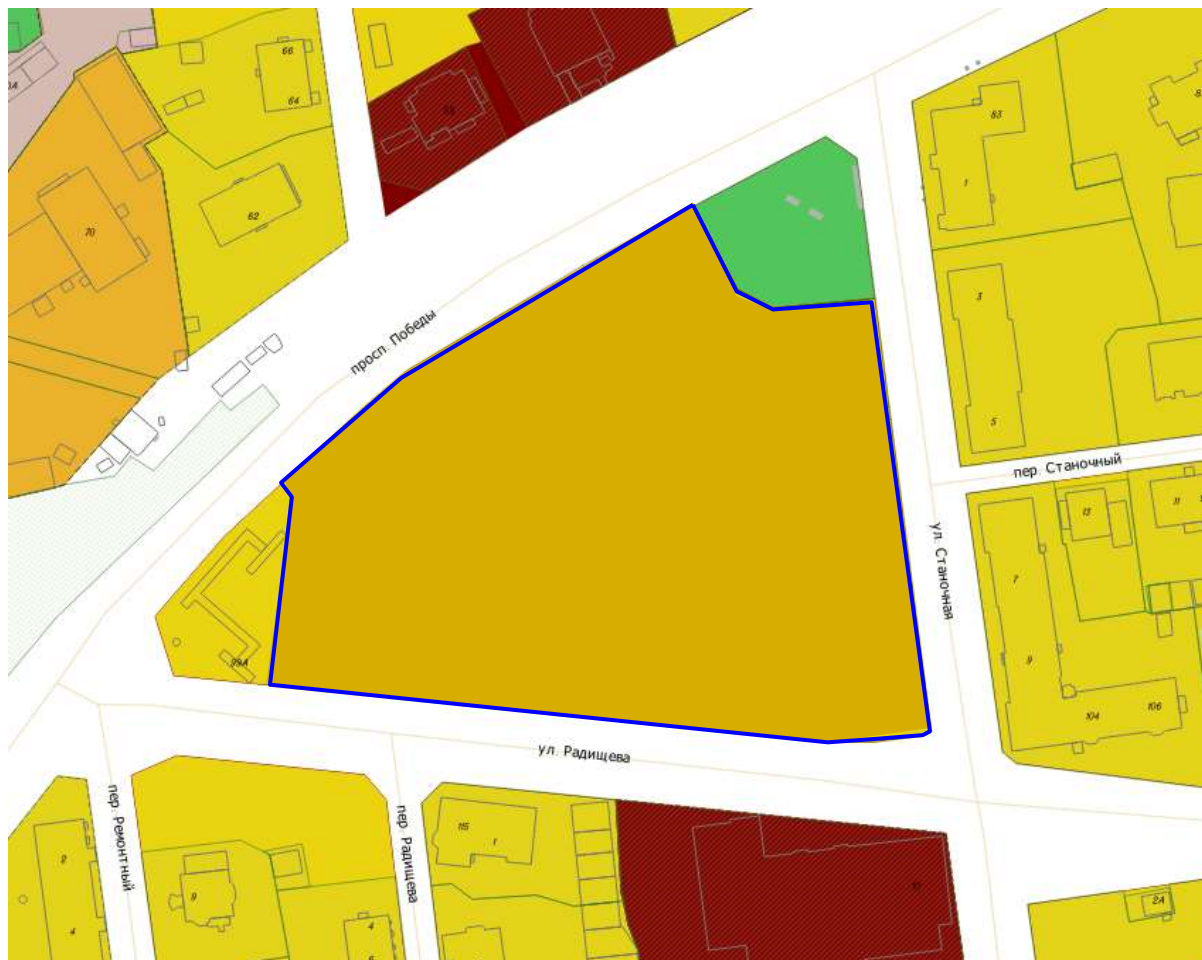 66
64
83
1
62
70
3
просп. Победы
5
пер. Станочный
13
11
ул. Станочная
7
9
99А
104
106
ул. Радищева
пер. Ремонтный
пер. Радищева
115
1
2
9
4
4
2А